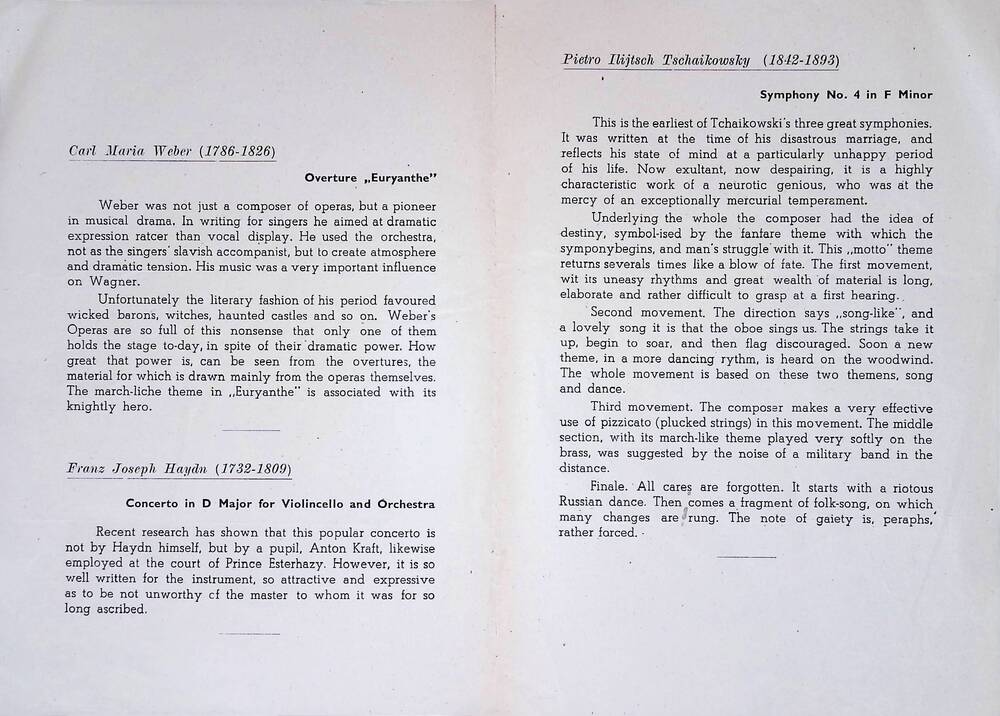 Carl Maria Weber (1786-1826)
Overture „Euryanthe”
Weber was not just a composer of operas, but a pioneer
in musical drama. In writing for singers he aimed at dramatic
expression ratcer than vocal display. He used the orchestra,
not as the singers' slavish accompanist, but to create atmosphere
and dramatic tension. His music was a very important influence
on Wagner.
Unfortunately the literary fashion of his period favoured
wicked barons, witches, haunted castles and so on. Weber's
Operas are so full of this nonsense that only one of them
holds the stage to-day, in spite of their dramatic power. How
great that power is, can be seen from the overtures, the
material for which is drawn mainly from the operas themselves.
The march-liche theme in „Euryanthe” is associated with its
knightly hero.
Franz Joseph Haydn (1732-1809)
Concerto in D Major for Violincello and Orchestra
Recent research has shown that this popular concerto is
not by Haydn himself, but by a pupil, Anton Kraft, likewise
employed at the court of Prince Esterhazy. However, it is so
well written for the instrument, so attractive and expressive
as to be not unworthy cf the master to whom it was for so
long ascribed.
Pietro Ilijtsch Tschaikowsky (1842-1893)
Symphony No. 4 in F Minor
This is the earliest of Tchaikowski's three great symphonies.
It was written at the time of his disastrous marriage, and
reflects his state of mind at a particularly unhappy period
of his life. Now exultant, now despairing, it is a highly
characteristic work of a neurotic genious, who was at the
mercy of an exceptionally mercurial temperament.
Underlying the whole the composer had the idea of
destiny, symbol-ised by the fanfare theme with which the
symponybegins, and man's struggle with it. This „motto” theme
returns severals times like a blow of fate. The first movement,
wit its uneasy rhythms and great wealth of material is long,
elaborate and rather difficult to grasp at a first hearing.
Second movement. The direction says „song-like”, and
a lovely song it is that the oboe sings us. The strings take it
up, begin to soar, and then flag discouraged. Soon a new
theme, in a more dancing rythm, is heard on the woodwind.
The whole movement is based on these two themens, song
and dance.
Third movement. The composer makes a very effective
use of pizzicato (plucked strings) in this movement. The middle
section, with its march-like theme played very softly on the
brass, was suggested by the noise of a military band in the
distance.
Finale. All cares are forgotten. It starts with a riotous
Russian dance. Then comes a fragment of folk-song, on which
many changes are rung. The note of gaiety is, peraphs,
rather forced.